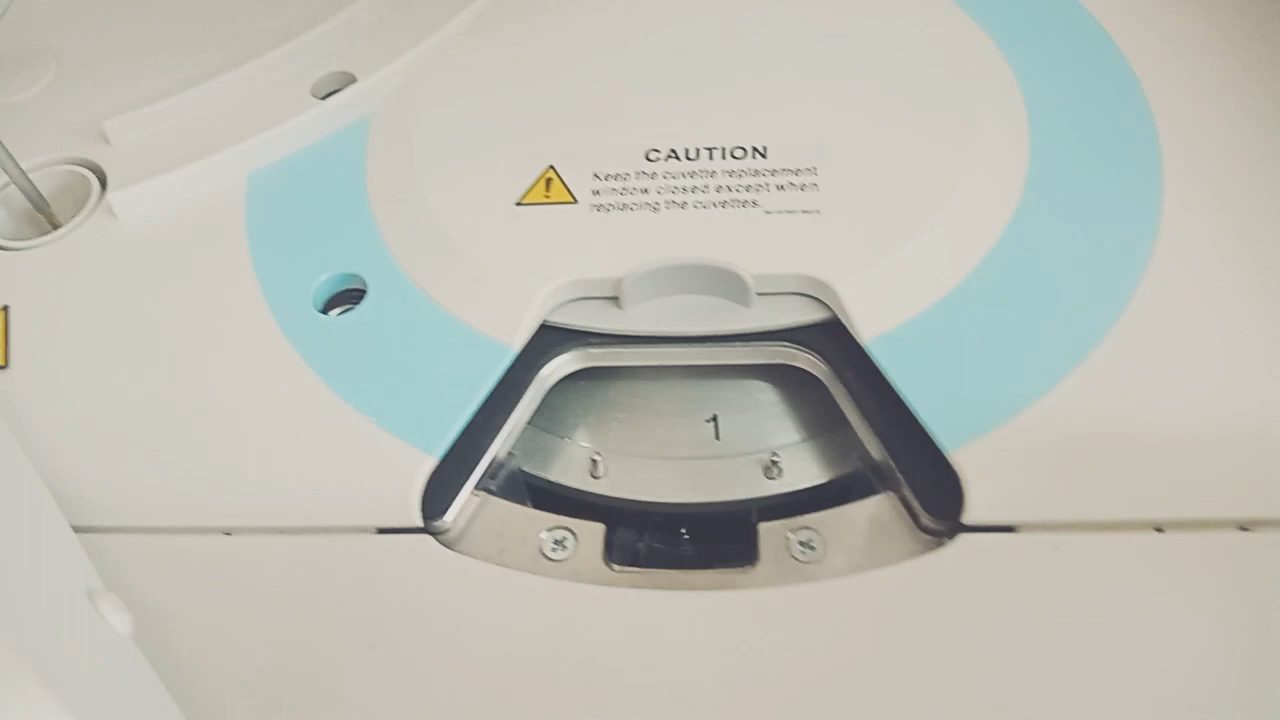 CAUTION
Keep the cuvette replacement
window closed except when
replacing the cuvettes.
1